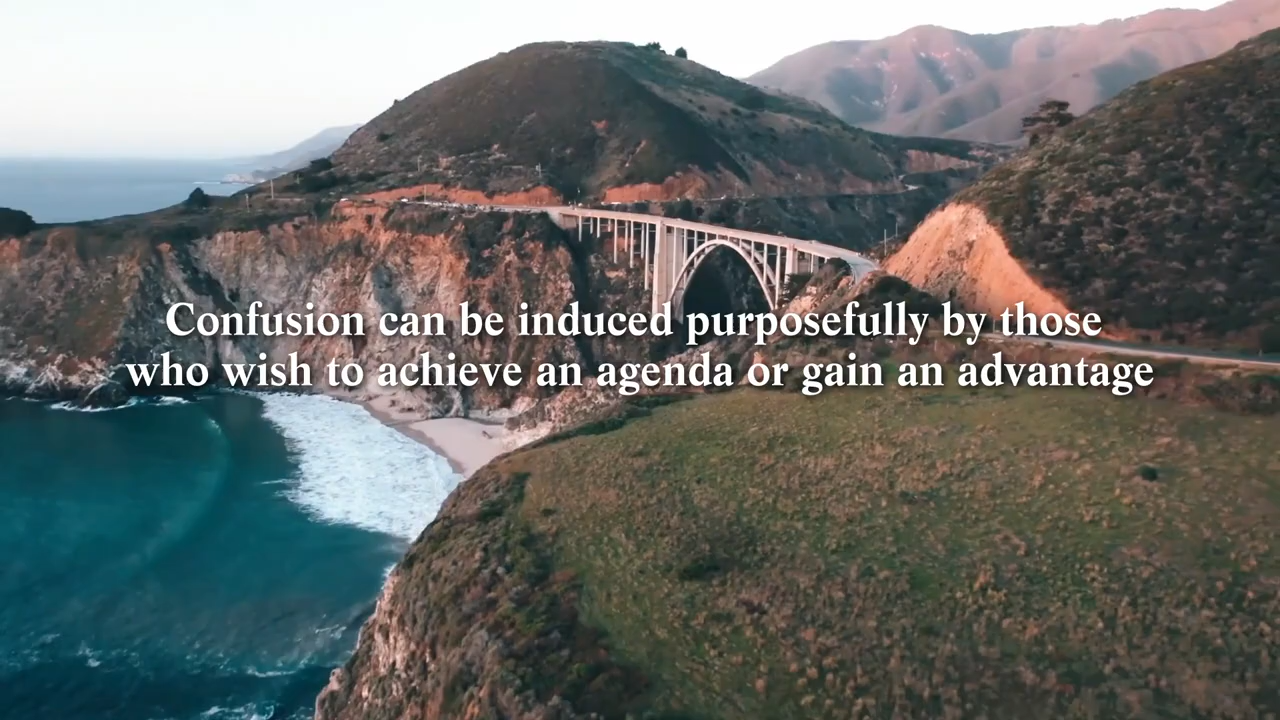 Confusion can be induced purposefully by those
who wish to achieve an agenda or gain an advantage